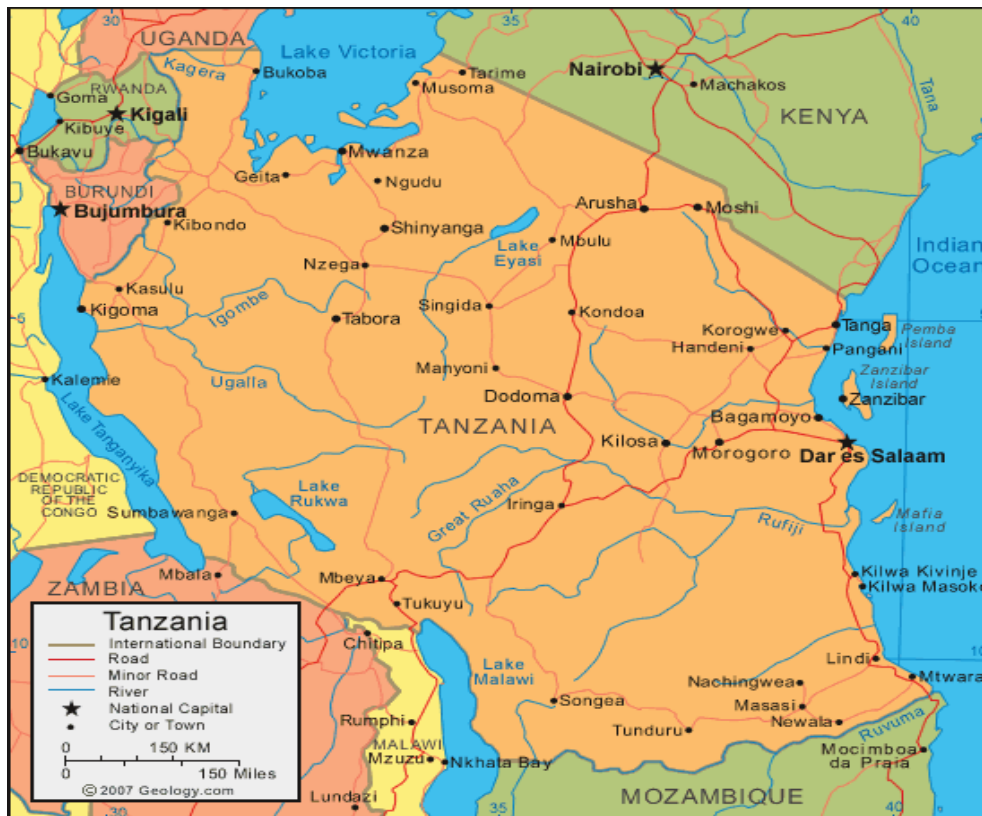 30
35
40
UGANDA
Lake Victoria
Kagera
Bukoba
Tarime
Nairobi
Musoma
Machakos
Tana
Goma
RWANDA
Kigali
Kibuye
KENYA
Bukavu
Mwanza
Geita
Ngudu
BURUNDI
Bujumbura
Arusha
Moshi
Kibondo
Shinyanga
Mbulu
Indian
Ocean
Lake
Eyasi
Nzega
Kasulu
Kigoma
Igombe
Singida
Kondoa
5
Tabora
Korogwe
Tanga
Pemba
Island
Handeni
Pangani
Manyoni
Zanzibar
Island
Kalemie
Ugalla
Dodoma
Zanzibar
Lake Tanganyika
TANZANIA
Bagamoyo
Kilosa
Morogoro
Dar es Salaam
DEMOCRATIC
REPUBLIC
OF THE
CONGO
Lake
Rukwa
Great Ruaha
Iringa
Sumbawanga
Rufiji
Mafia
Island
Mbala
Mbeya
Kilwa Kivinje
Kilwa Masoko
ZAMBIA
Tukuyu
Tanzania
International Boundary
Road
Minor Road
River
National Capital
City or Town
0 150 KM
0 150 Miles
© 2007 Geology.com
10
Chitipa
Lake
Malawi
Lindi
10
Nachingwea
Mtwara
Songea
Masasi
Newala
Rumphi
Tunduru
Ruvuma
MALAWI
Mzuzu
Nkhata Bay
Mocimboa
da Praia
Lundazi
MOZAMBIQUE
30
35
40